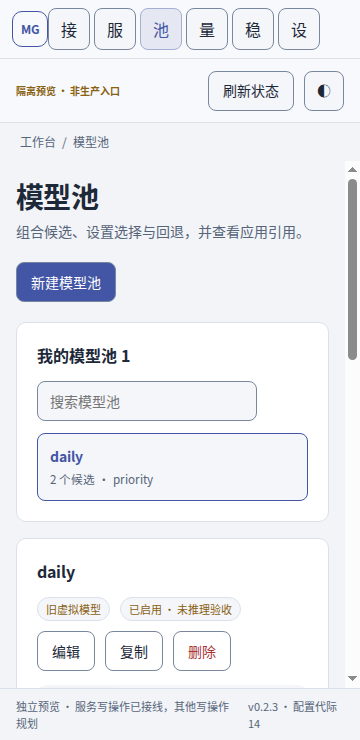 MG 接 服 池 量 稳 设
隔离预览 · 非生产入口 刷新状态
工作台 / 模型池
模型池
组合候选、设置选择与回退，并查看应用引用。
新建模型池
我的模型池 1
搜索模型池
daily
2 个候选 · priority
daily
旧虚拟模型 已启用 · 未推理验收
编辑 复制 删除
独立预览 · 服务写操作已接线，其他写操作 v0.2.3 · 配置代际
规划 14